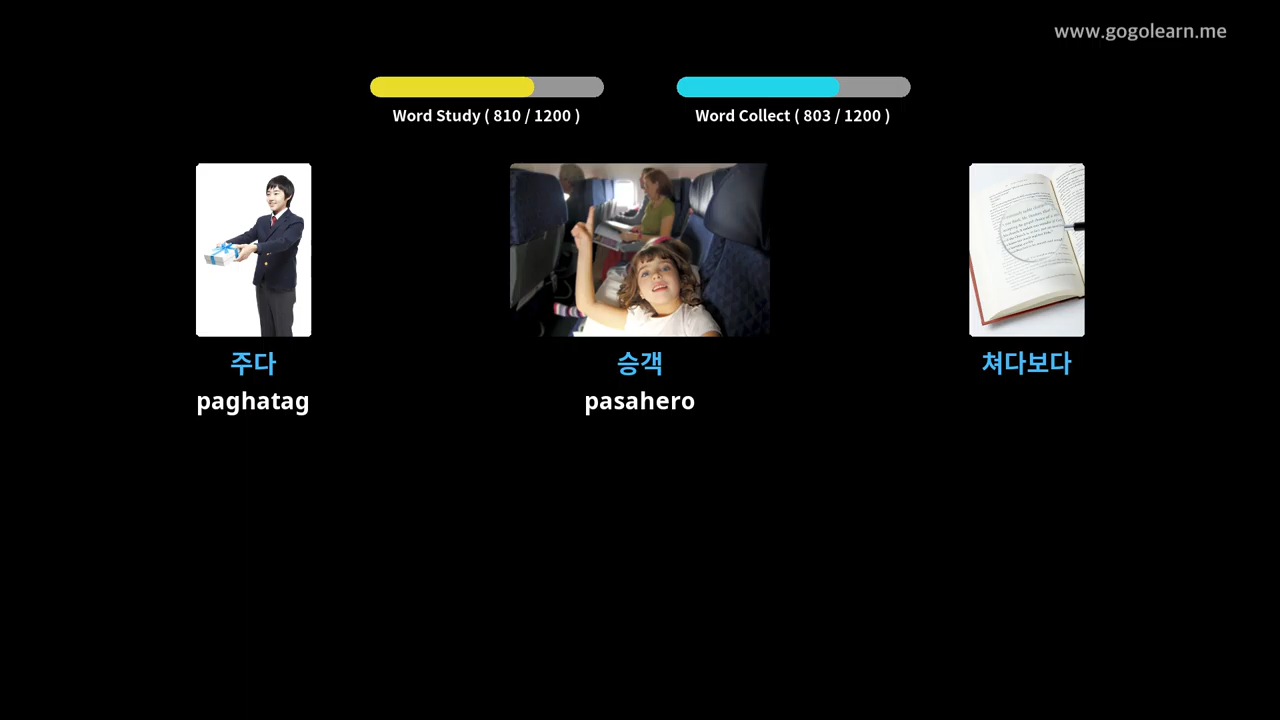 www.gogolearn.me
Word Study ( 810 / 1200 )
Word Collect ( 803 / 1200 )
주다
승객
쳐다보다
paghatag
pasahero